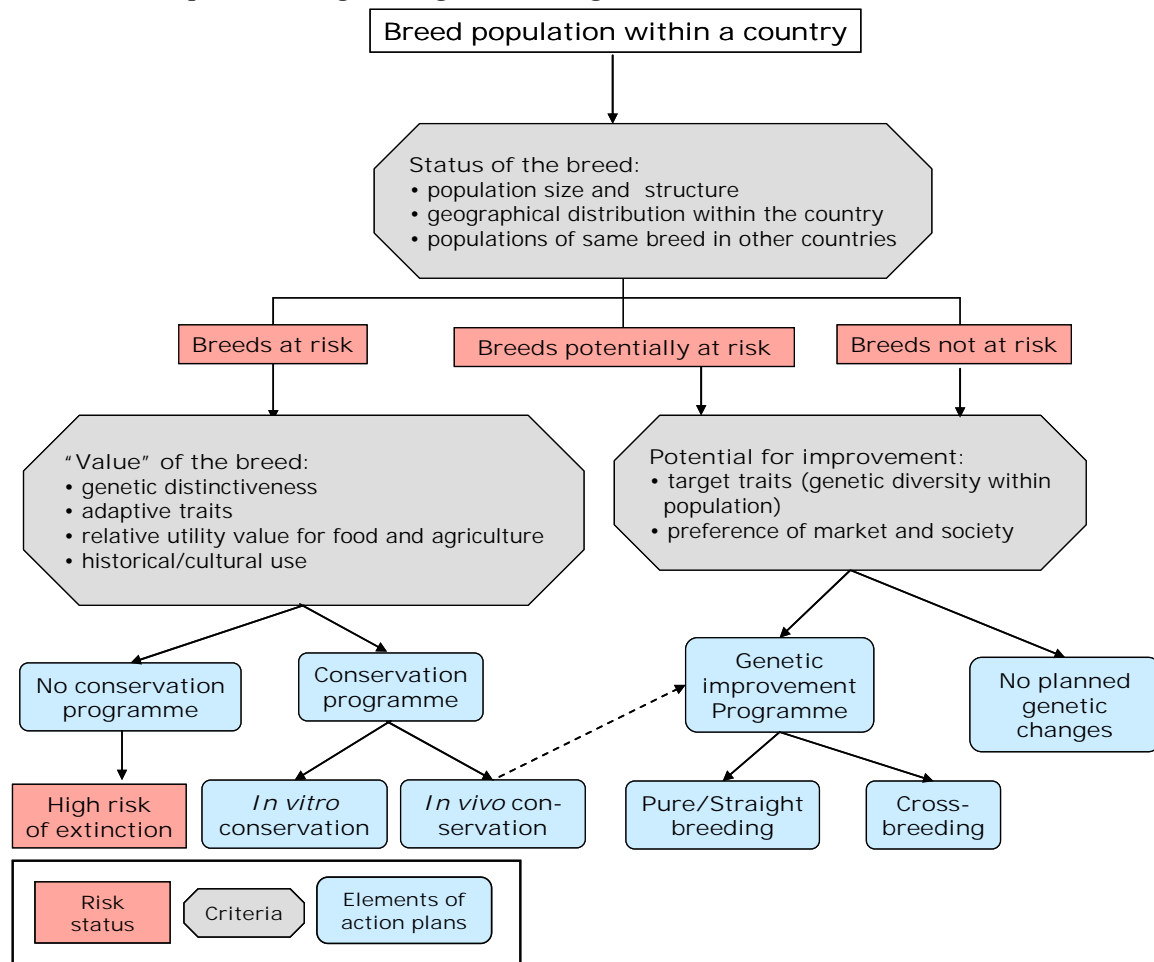 Breed population within a country
Status of the breed:
• population size and structure
• geographical distribution within the country
• populations of same breed in other countries
Breeds at risk
Breeds potentially at risk
Breeds not at risk
"Value" of the breed:
• genetic distinctiveness
• adaptive traits
• relative utility value for food and agriculture
• historical/cultural use
Potential for improvement:
• target traits (genetic diversity within
population)
• preference of market and society
No conservation
programme
Conservation
programme
Genetic
improvement
Programme
No planned
genetic
changes
High risk
of extinction
In vitro
conservation
In vivo con-
servation
Pure/Straight
breeding
Cross-
breeding
Risk
status
Criteria
Elements of
action plans